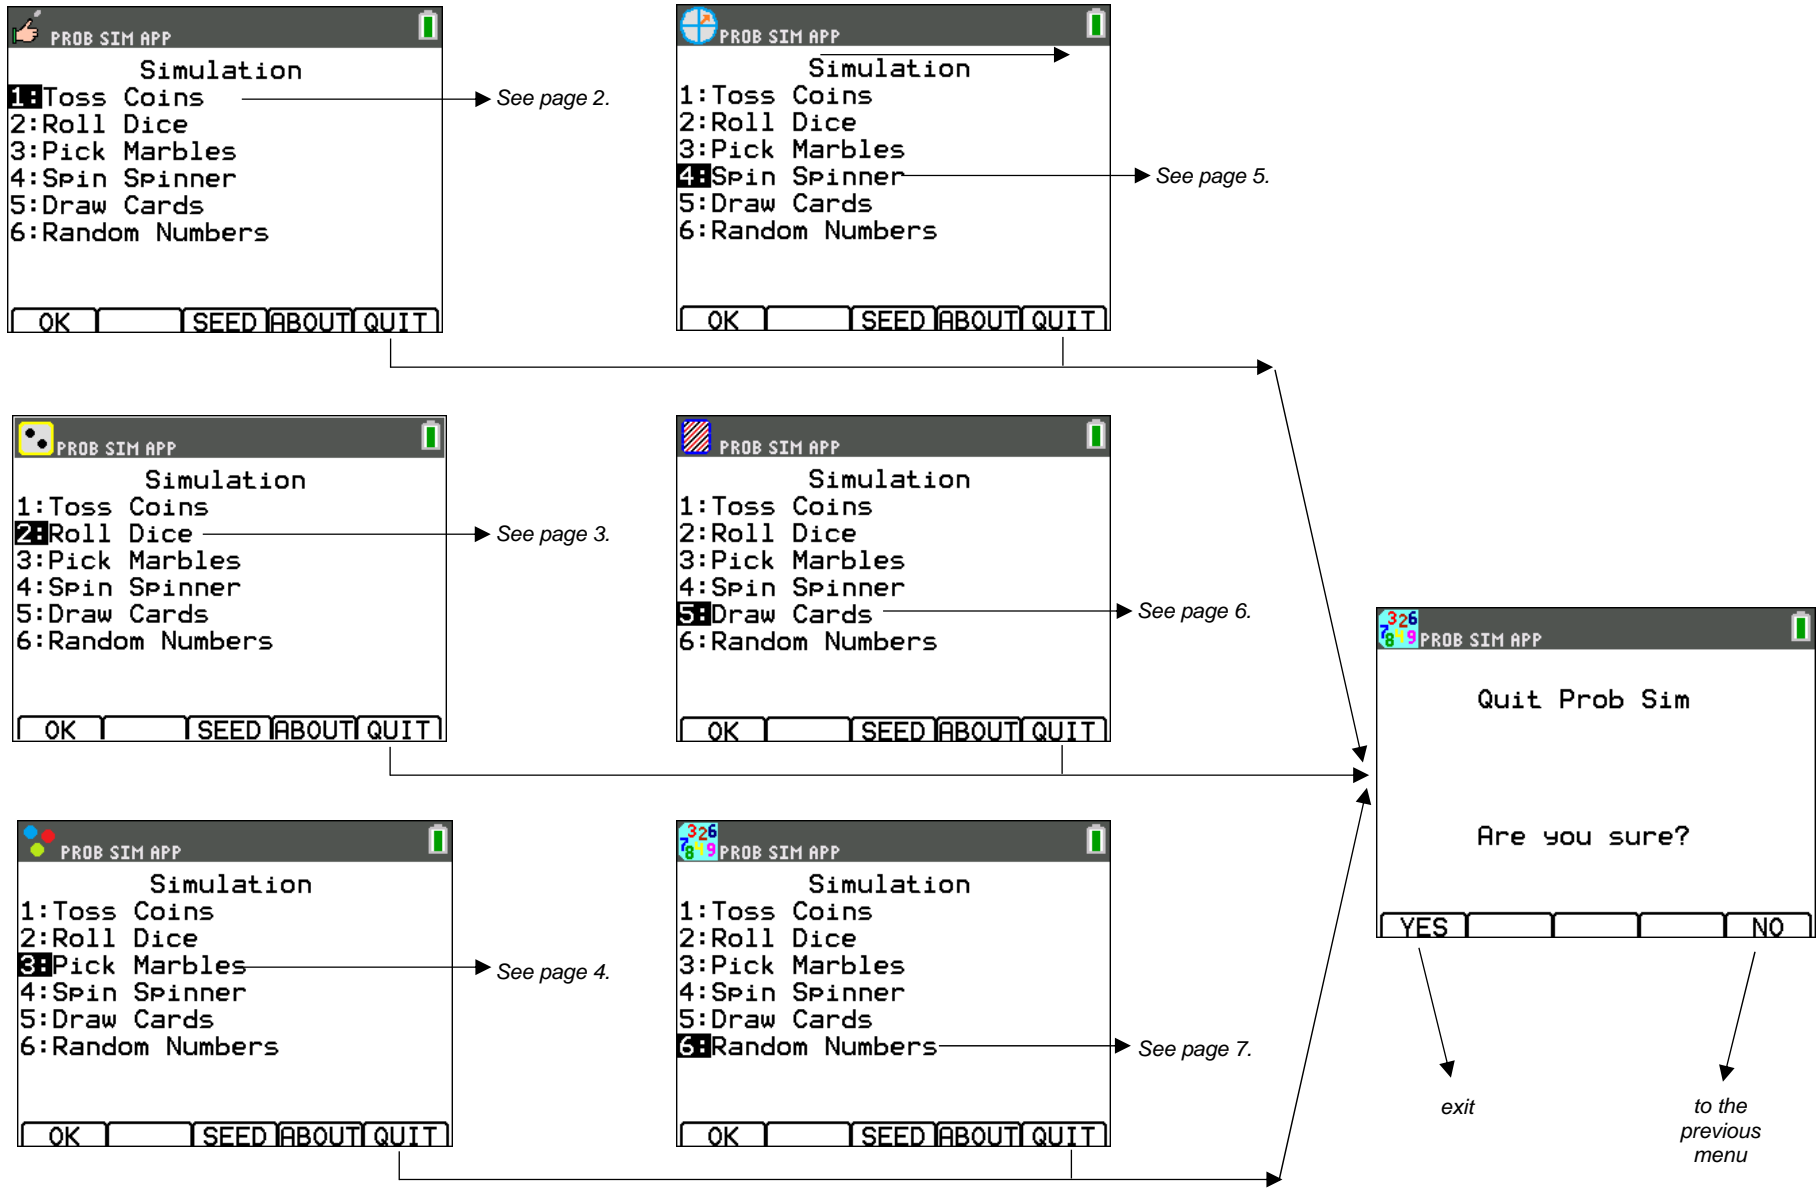 PROB SIM APP
Simulation
1:Toss Coins
See page 2.
2:Roll Dice
3:Pick Marbles
4:Spin Spinner
5:Draw Cards
6:Random Numbers
OK SEED ABOUT QUIT
PROB SIM APP
Simulation
1:Toss Coins
2:Roll Dice
3:Pick Marbles
4:Spin Spinner
See page 5.
5:Draw Cards
6:Random Numbers
OK SEED ABOUT QUIT
PROB SIM APP
Simulation
1:Toss Coins
2:Roll Dice
See page 3.
3:Pick Marbles
4:Spin Spinner
5:Draw Cards
6:Random Numbers
OK SEED ABOUT QUIT
PROB SIM APP
Simulation
1:Toss Coins
2:Roll Dice
3:Pick Marbles
4:Spin Spinner
5:Draw Cards
See page 6.
6:Random Numbers
OK SEED ABOUT QUIT
PROB SIM APP
Simulation
1:Toss Coins
2:Roll Dice
3:Pick Marbles
See page 4.
4:Spin Spinner
5:Draw Cards
6:Random Numbers
OK SEED ABOUT QUIT
326
7849
PROB SIM APP
Simulation
1:Toss Coins
2:Roll Dice
3:Pick Marbles
4:Spin Spinner
5:Draw Cards
6:Random Numbers
See page 7.
OK SEED ABOUT QUIT
326
7849
PROB SIM APP
Quit Prob Sim
Are you sure?
YES NO
exit
to the
previous
menu